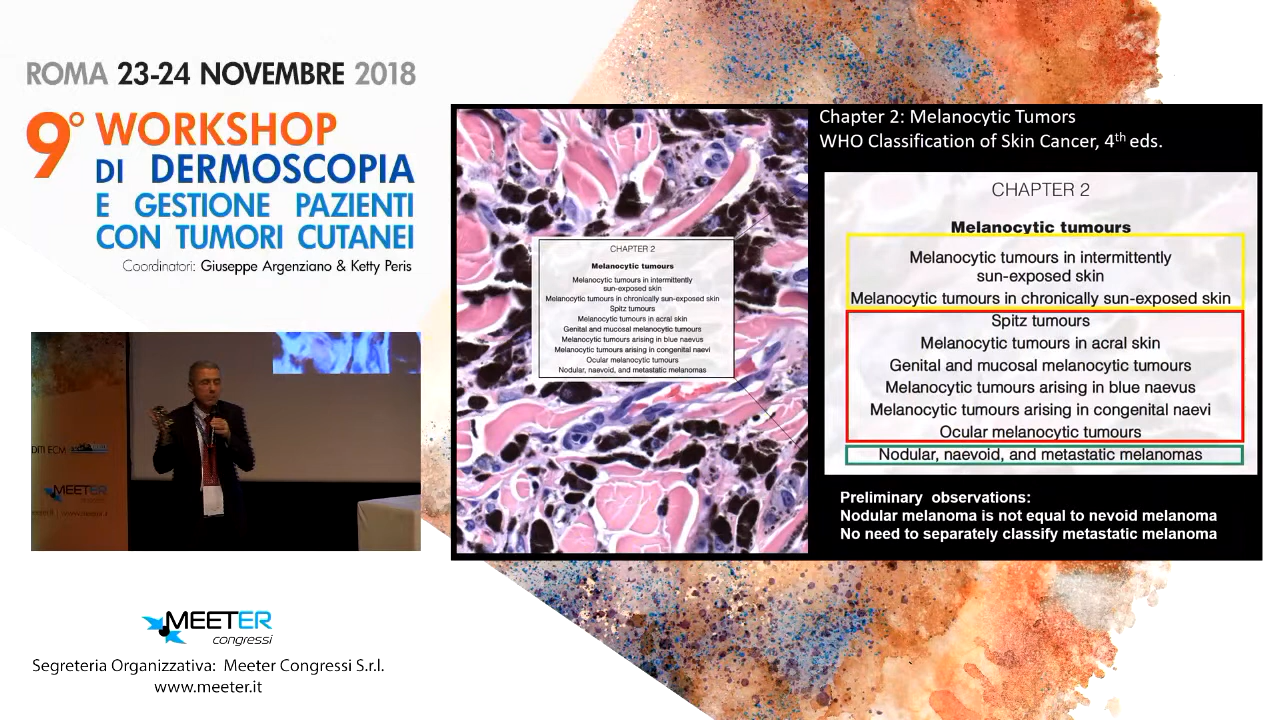 ROMA 23-24 NOVEMBRE 2018
9° WORKSHOP
DI DERMOSCOPIA
E GESTIONE PAZIENTI
CON TUMORI CUTANEI
Coordinatori: Giuseppe Argenziano & Ketty Peris
DITI ECM
MEETER
MEETER
congressi
Segreteria Organizzativa: Meeter Congressi S.r.l.
www.meeter.it
CHAPTER 2
Melanocytic tumours
Melanocytic tumours in intermittently
sun-exposed skin
Melanocytic tumours in chronically sun-exposed skin
Spitz tumours
Melanocytic tumours in acral skin
Genital and mucosal melanocytic tumours
Melanocytic tumours arising in blue naevus
Melanocytic tumours arising in congenital naevi
Ocular melanocytic tumours
Nodular, naevoid, and metastatic melanomas
Chapter 2: Melanocytic Tumors
WHO Classification of Skin Cancer, 4th eds.
CHAPTER 2
Melanocytic tumours
Melanocytic tumours in intermittently
sun-exposed skin
Melanocytic tumours in chronically sun-exposed skin
Spitz tumours
Melanocytic tumours in acral skin
Genital and mucosal melanocytic tumours
Melanocytic tumours arising in blue naevus
Melanocytic tumours arising in congenital naevi
Ocular melanocytic tumours
Nodular, naevoid, and metastatic melanomas
Preliminary observations:
Nodular melanoma is not equal to nevoid melanoma
No need to separately classify metastatic melanoma